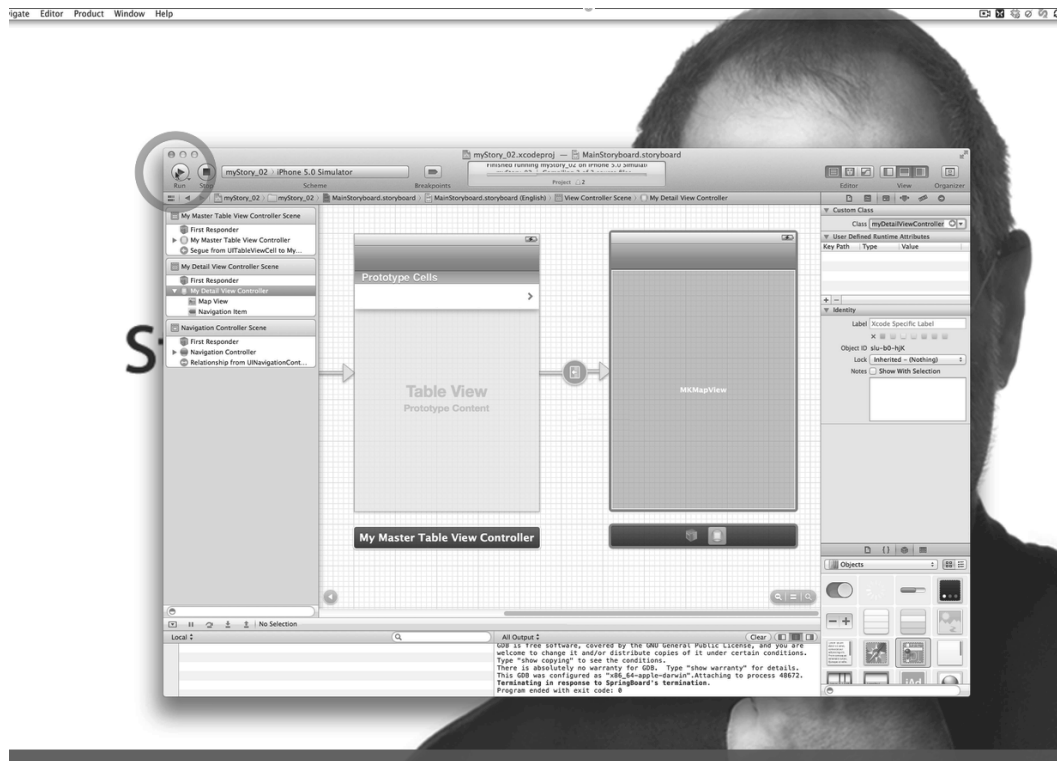 Editor Product Window Help
myStory_02.xcodeproj — MainStoryboard.storyboard
myStory_02 〉 iPhone 5.0 Simulator
Finished running myStory_02 on iPhone 5.0 Simulator
Project 2
Run Stop Scheme Breakpoints Editor View Organizer
myStory_02 〉 myStory_02 〉 MainStoryboard.storyboard 〉 MainStoryboard.storyboard (English) 〉 View Controller Scene 〉 My Detail View Controller
My Master Table View Controller Scene
First Responder
My Master Table View Controller
Segue from UITableViewCell to My...
My Detail View Controller Scene
First Responder
My Detail View Controller
Map View
Navigation Item
Navigation Controller Scene
First Responder
Navigation Controller
Relationship from UINavigationCont...
Prototype Cells
Table View
Prototype Content
My Master Table View Controller
MKMapView
Custom Class
Class myDetailViewController
User Defined Runtime Attributes
Key Path Type Value
Identity
Label Xcode Specific Label
Object ID slu-b0-hjK
Lock Inherited - (Nothing)
Notes Show With Selection
Objects
iAd
No Selection
Local
All Output
Clear
GDB is free software, covered by the GNU General Public License, and you are
welcome to change it and/or distribute copies of it under certain conditions.
Type "show copying" to see the conditions.
There is absolutely no warranty for GDB. Type "show warranty" for details.
This GDB was configured as "x86_64-apple-darwin".Attaching to process 48672.
Terminating in response to SpringBoard's termination.
Program ended with exit code: 0